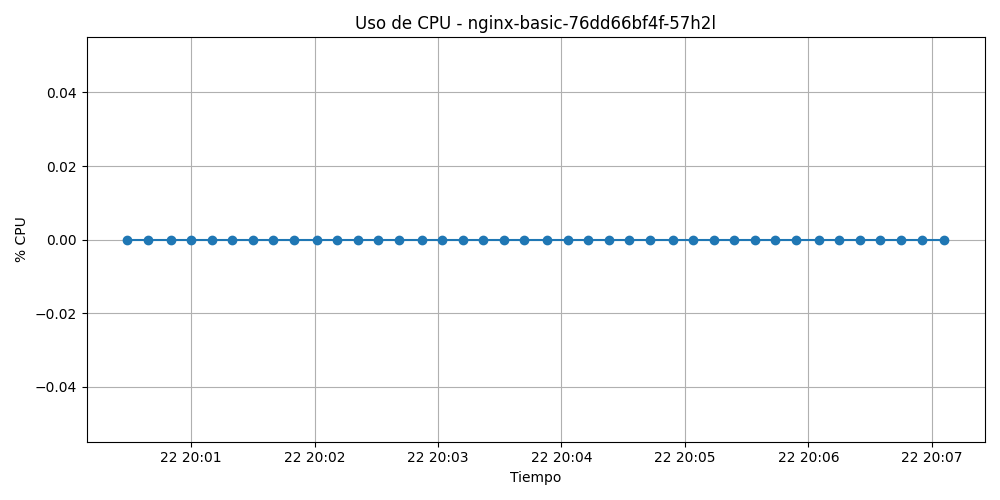 Uso de CPU - nginx-basic-76dd66bf4f-57h2l
% CPU
0.04
0.02
0.00
−0.02
−0.04
22 20:01 22 20:02 22 20:03 22 20:04 22 20:05 22 20:06 22 20:07
Tiempo